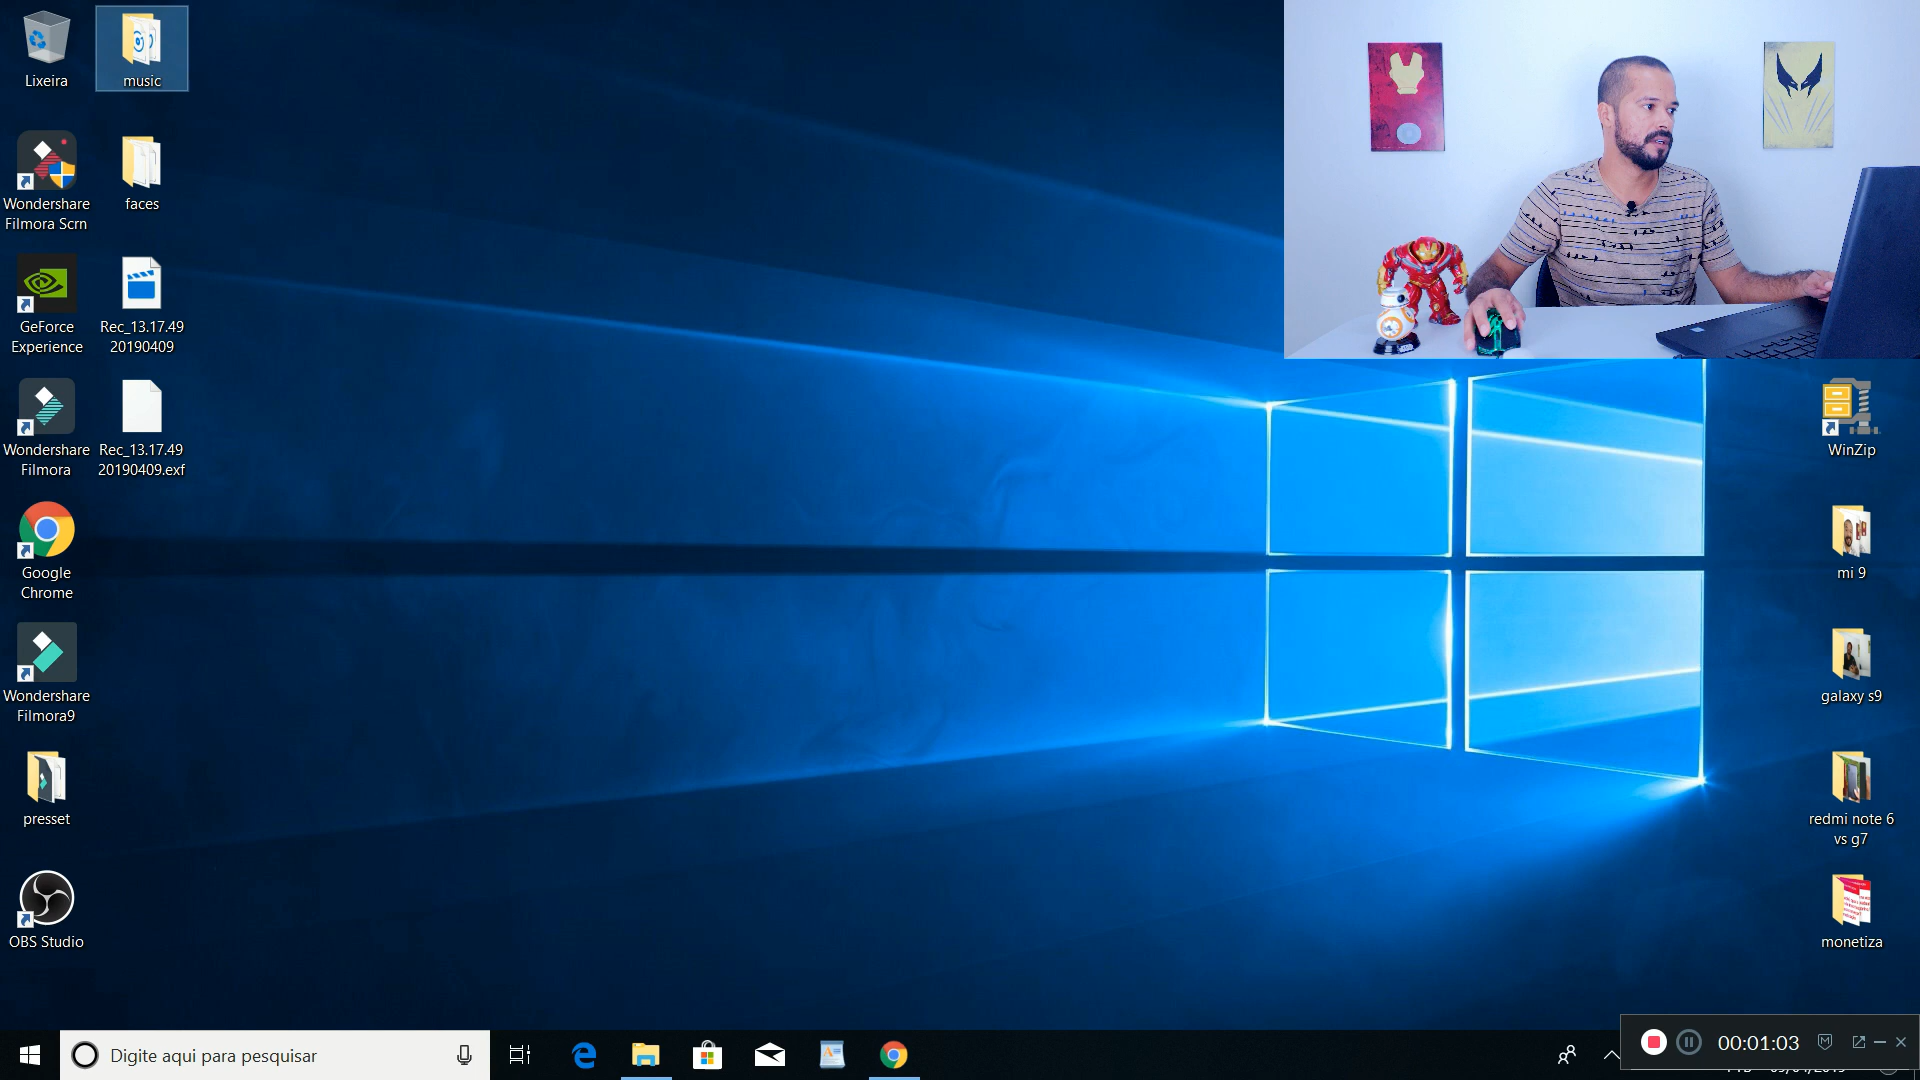 Lixeira
music
Wondershare
Filmora Scrn
faces
GeForce
Experience
Rec_13.17.49
20190409
Wondershare
Filmora
Rec_13.17.49
20190409.exf
Google
Chrome
Wondershare
Filmora9
presset
OBS Studio
WinZip
mi 9
galaxy s9
redmi note 6
vs g7
monetiza
Digite aqui para pesquisar
00:01:03